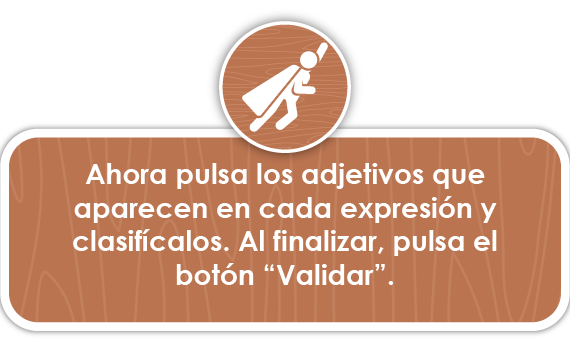 Ahora pulsa los adjetivos que
aparecen en cada expresión y
clasifícalos. Al finalizar, pulsa el
botón “Validar”.